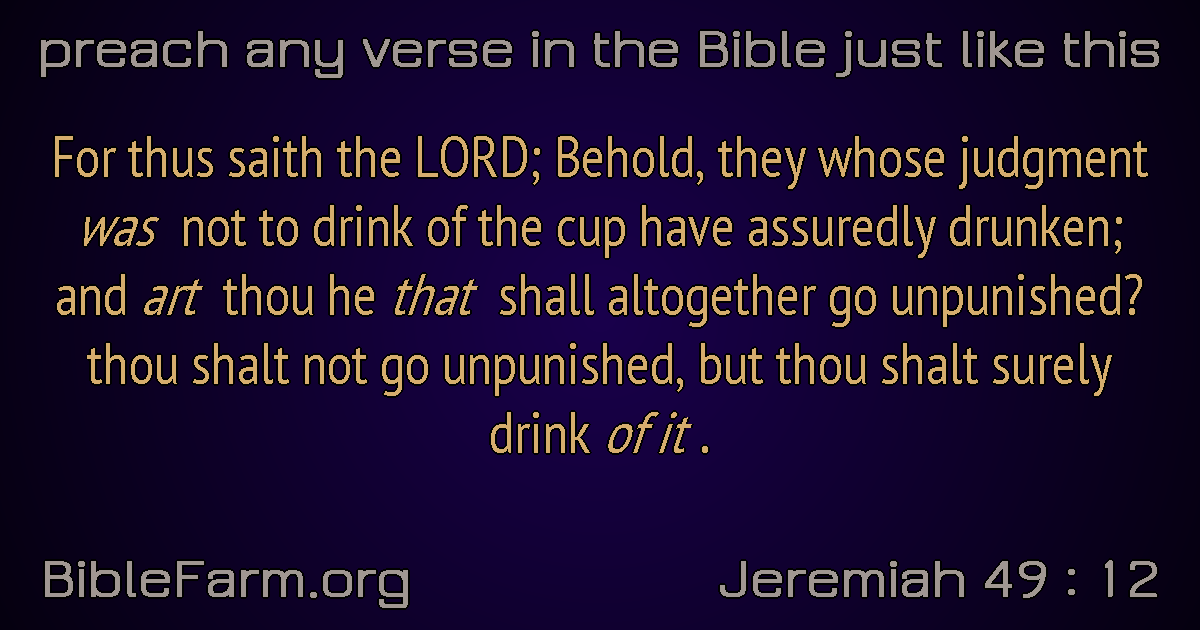 preach any verse in the Bible just like this
For thus saith the LORD; Behold, they whose judgment
was not to drink of the cup have assuredly drunken;
and art thou he that shall altogether go unpunished?
thou shalt not go unpunished, but thou shalt surely
drink of it .
BibleFarm.org
Jeremiah 49 : 12